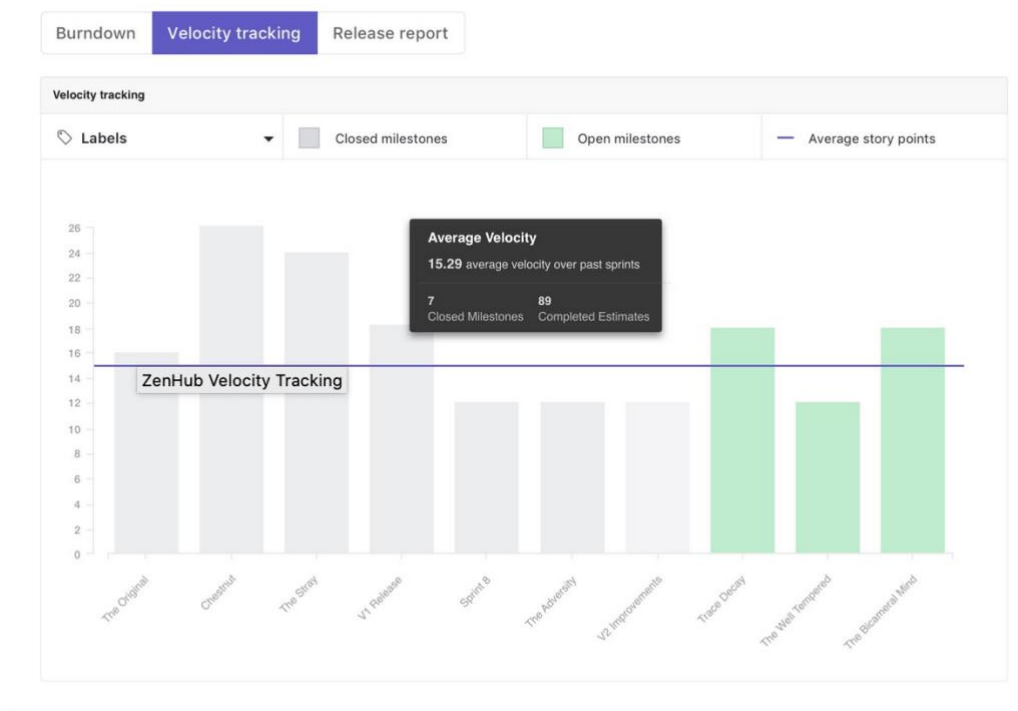 Burndown Velocity tracking Release report
Velocity tracking
Labels Closed milestones Open milestones Average story points
26
24
22
20
18
16
14
12
10
8
6
4
2
0
Average Velocity
15.29 average velocity over past sprints
7 89
Closed Milestones Completed Estimates
ZenHub Velocity Tracking
The Original Chestnut The Stray V1 Release Sprint 8 The Adversity V2 Improvements Trace Decay The Well Tempered The Bicameral Mind